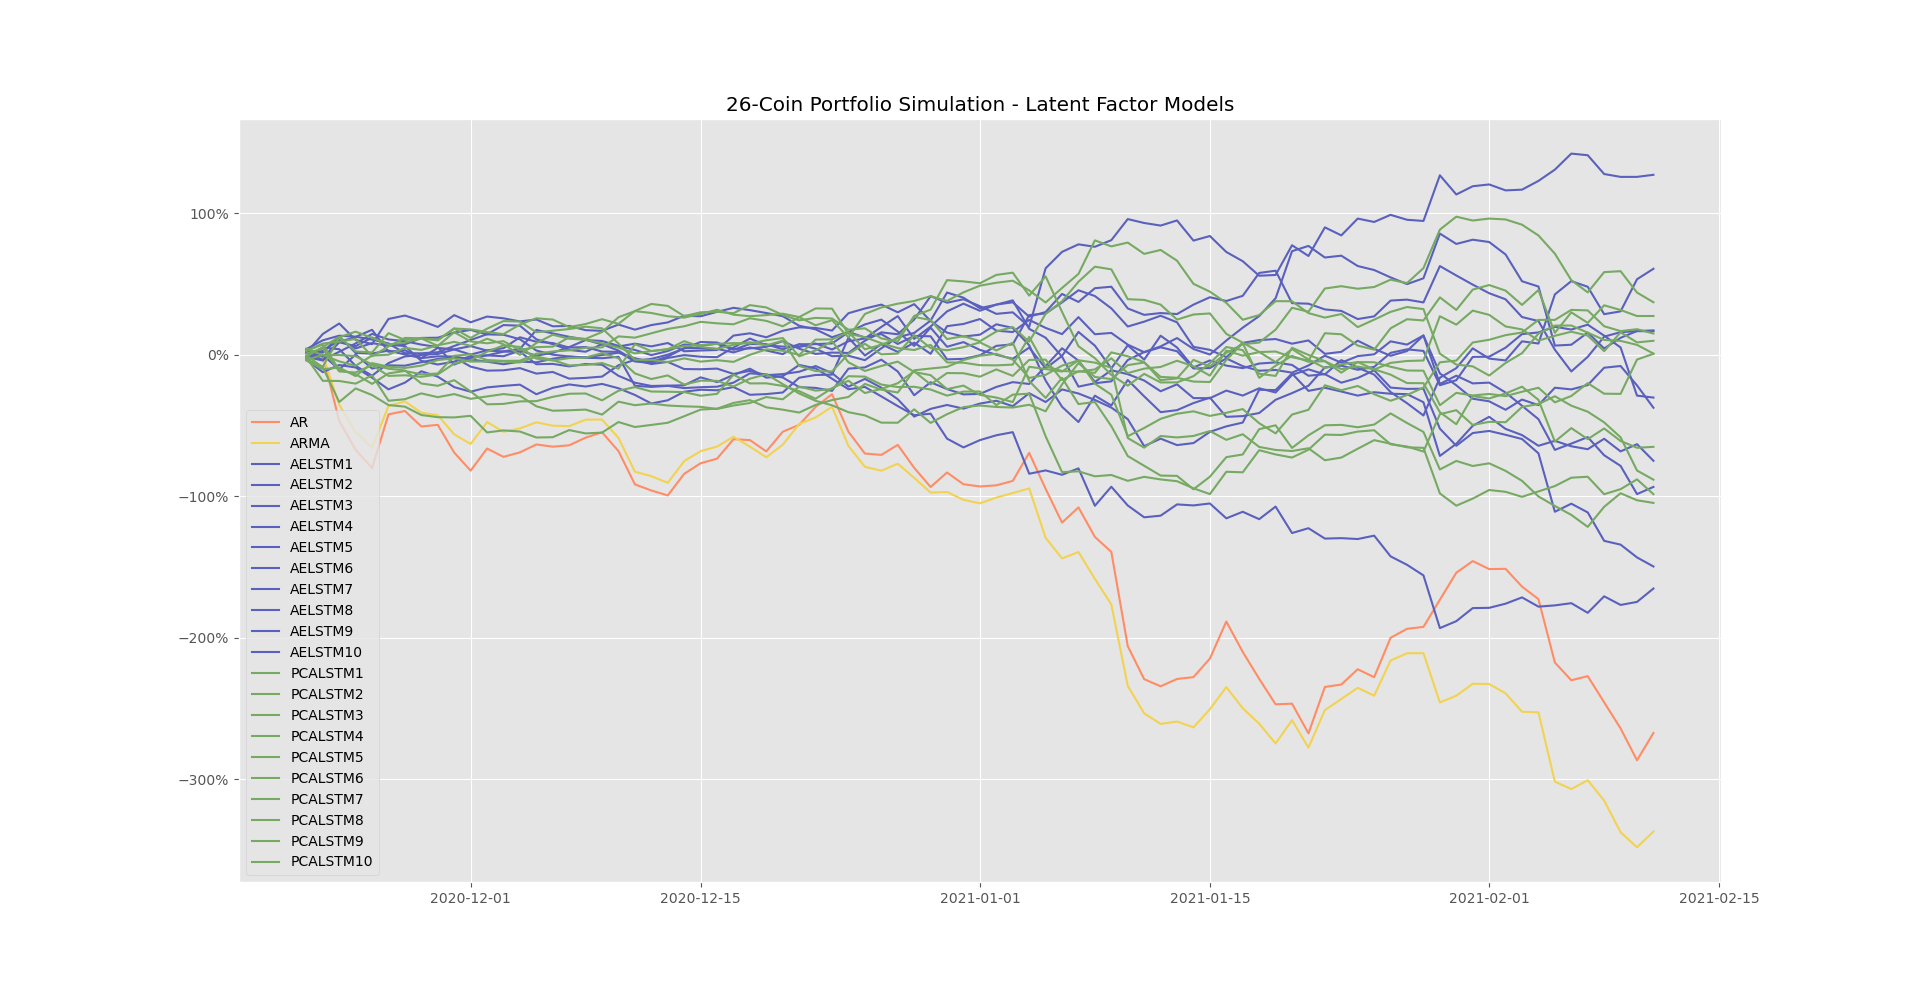 26-Coin Portfolio Simulation - Latent Factor Models
100%
0%
−100%
−200%
−300%
AR
ARMA
AELSTM1
AELSTM2
AELSTM3
AELSTM4
AELSTM5
AELSTM6
AELSTM7
AELSTM8
AELSTM9
AELSTM10
PCALSTM1
PCALSTM2
PCALSTM3
PCALSTM4
PCALSTM5
PCALSTM6
PCALSTM7
PCALSTM8
PCALSTM9
PCALSTM10
2020-12-01 2020-12-15 2021-01-01 2021-01-15 2021-02-01 2021-02-15